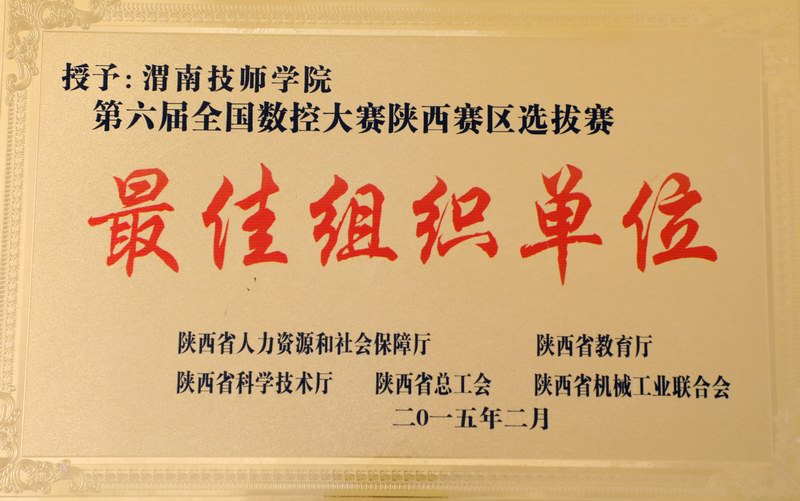 授予:渭南技师学院
第六届全国数控大赛陕西赛区选拔赛
最佳组织单位
陕西省人力资源和社会保障厅 陕西省教育厅
陕西省科学技术厅 陕西省总工会 陕西省机械工业联合会
二0一五年二月